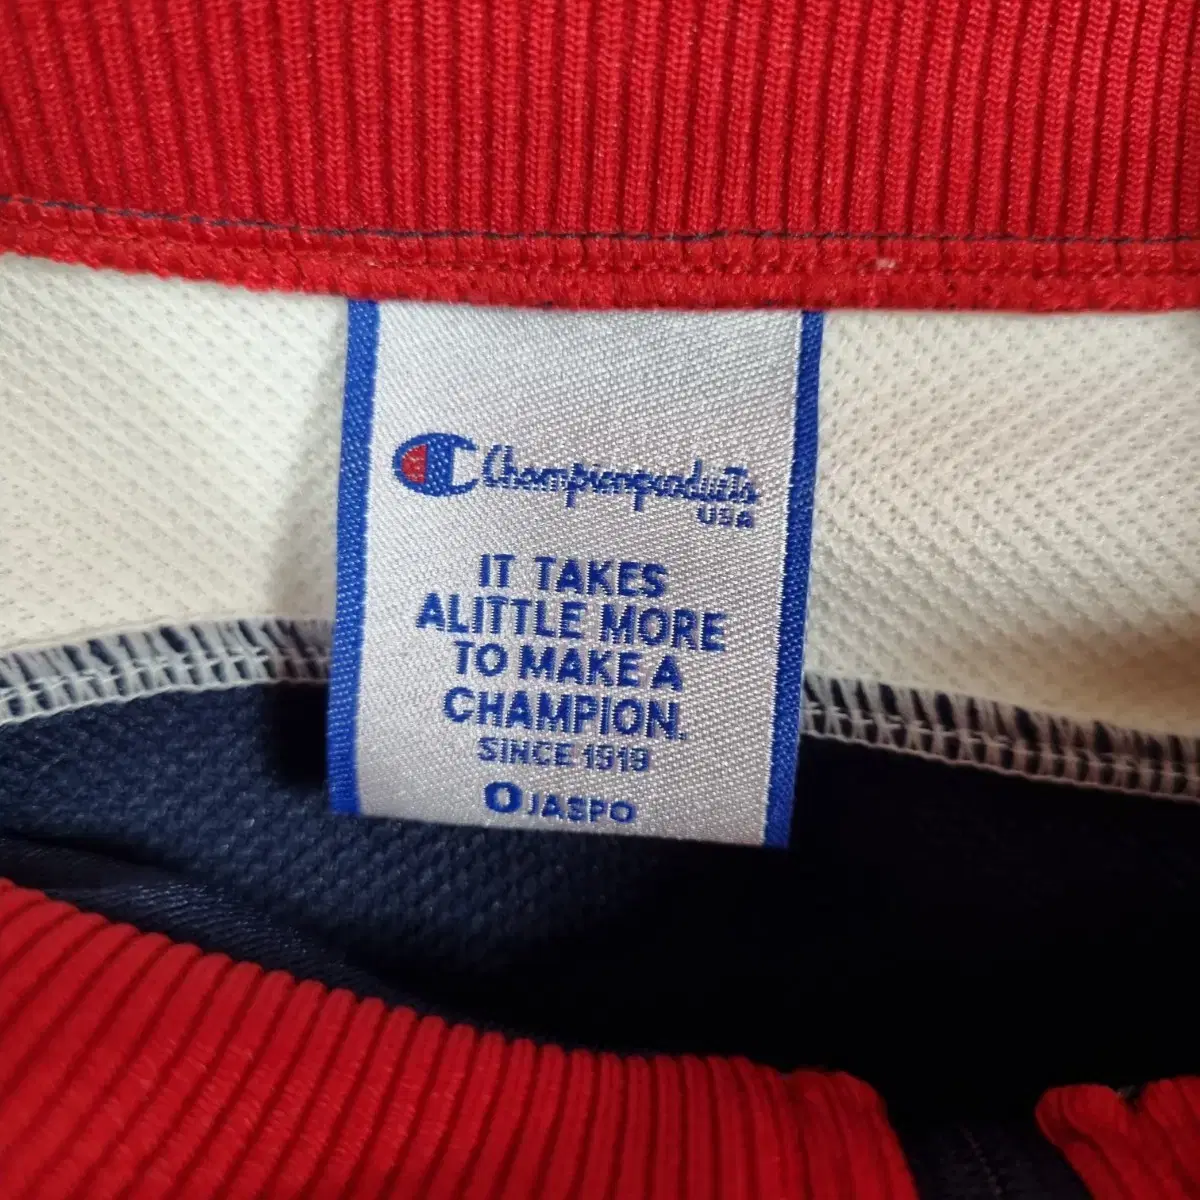 Championproducts
USA
IT TAKES
ALITTLE MORE
TO MAKE A
CHAMPION.
SINCE 1919
O JASPO